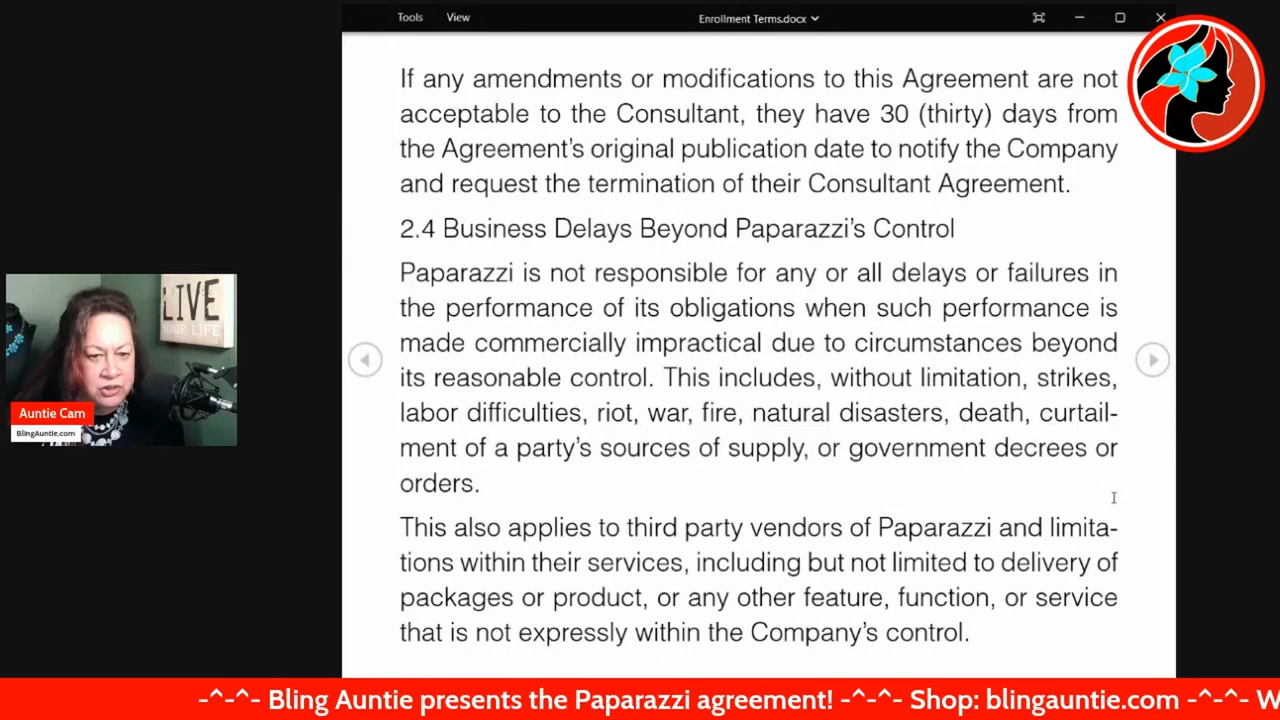 Tools View Enrollment Terms.docx
If any amendments or modifications to this Agreement are not
acceptable to the Consultant, they have 30 (thirty) days from
the Agreement's original publication date to notify the Company
and request the termination of their Consultant Agreement.
2.4 Business Delays Beyond Paparazzi's Control
Paparazzi is not responsible for any or all delays or failures in
the performance of its obligations when such performance is
made commercially impractical due to circumstances beyond
its reasonable control. This includes, without limitation, strikes,
labor difficulties, riot, war, fire, natural disasters, death, curtail-
ment of a party's sources of supply, or government decrees or
orders.
This also applies to third party vendors of Paparazzi and limita-
tions within their services, including but not limited to delivery of
packages or product, or any other feature, function, or service
that is not expressly within the Company's control.
LIVE
YOUR LIFE
Auntie Cam
BlingAuntie.com
-^-^- Bling Auntie presents the Paparazzi agreement! -^-^- Shop: blingauntie.com -^-^- W